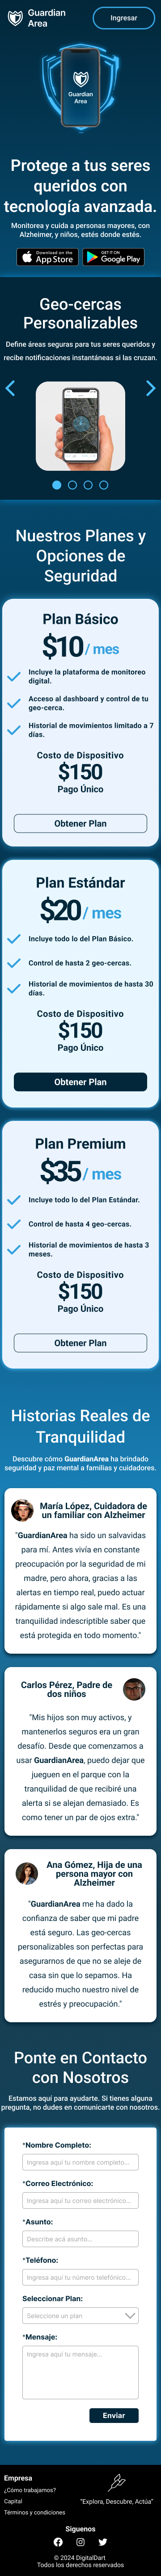 Guardian
Area
Ingresar
Guardian
Area
Protege a tus seres
queridos con
tecnología avanzada.
Monitorea y cuida a personas mayores, con
Alzheimer, y niños, estés donde estés.
Download on the
App Store
GET IT ON
Google Play
Geo-cercas
Personalizables
Define áreas seguras para tus seres queridos y
recibe notificaciones instantáneas si las cruzan.
Nuestros Planes y
Opciones de
Seguridad
Plan Básico
$10/ mes
Incluye la plataforma de monitoreo
digital.
Acceso al dashboard y control de tu
geo-cerca.
Historial de movimientos limitado a 7
días.
Costo de Dispositivo
$150
Pago Único
Obtener Plan
Plan Estándar
$20/ mes
Incluye todo lo del Plan Básico.
Control de hasta 2 geo-cercas.
Historial de movimientos de hasta 30
días.
Costo de Dispositivo
$150
Pago Único
Obtener Plan
Plan Premium
$35/ mes
Incluye todo lo del Plan Estándar.
Control de hasta 4 geo-cercas.
Historial de movimientos de hasta 3
meses.
Costo de Dispositivo
$150
Pago Único
Obtener Plan
Historias Reales de
Tranquilidad
Descubre cómo GuardianArea ha brindado
seguridad y paz mental a familias y cuidadores.
María López, Cuidadora de
un familiar con Alzheimer
"GuardianArea ha sido un salvavidas
para mí. Antes vivía en constante
preocupación por la seguridad de mi
madre, pero ahora, gracias a las
alertas en tiempo real, puedo actuar
rápidamente si algo sale mal. Es una
tranquilidad indescriptible saber que
está protegida en todo momento."
Carlos Pérez, Padre de
dos niños
"Mis hijos son muy activos, y
mantenerlos seguros era un gran
desafío. Desde que comenzamos a
usar GuardianArea, puedo dejar que
jueguen en el parque con la
tranquilidad de que recibiré una
alerta si se alejan demasiado. Es
como tener un par de ojos extra."
Ana Gómez, Hija de una
persona mayor con
Alzheimer
"GuardianArea me ha dado la
confianza de saber que mi padre
está seguro. Las geo-cercas
personalizables son perfectas para
asegurarnos de que no se aleje de
casa sin que lo sepamos. Ha
reducido mucho nuestro nivel de
estrés y preocupación."
Ponte en Contacto
con Nosotros
Estamos aquí para ayudarte. Si tienes alguna
pregunta, no dudes en comunicarte con nosotros.
*Nombre Completo:
Ingresa aquí tu nombre completo...
*Correo Electrónico:
Ingresa aquí tu correo electrónico...
*Asunto:
Describe acá asunto...
*Teléfono:
Ingresa aquí tu número telefónico...
Seleccionar Plan:
Seleccione un plan
*Mensaje:
Ingresa aquí tu mensaje...
Enviar
Empresa
¿Cómo trabajamos?
Capital
Términos y condiciones
"Explora, Descubre, Actúa"
Síguenos
© 2024 DigitalDart
Todos los derechos reservados